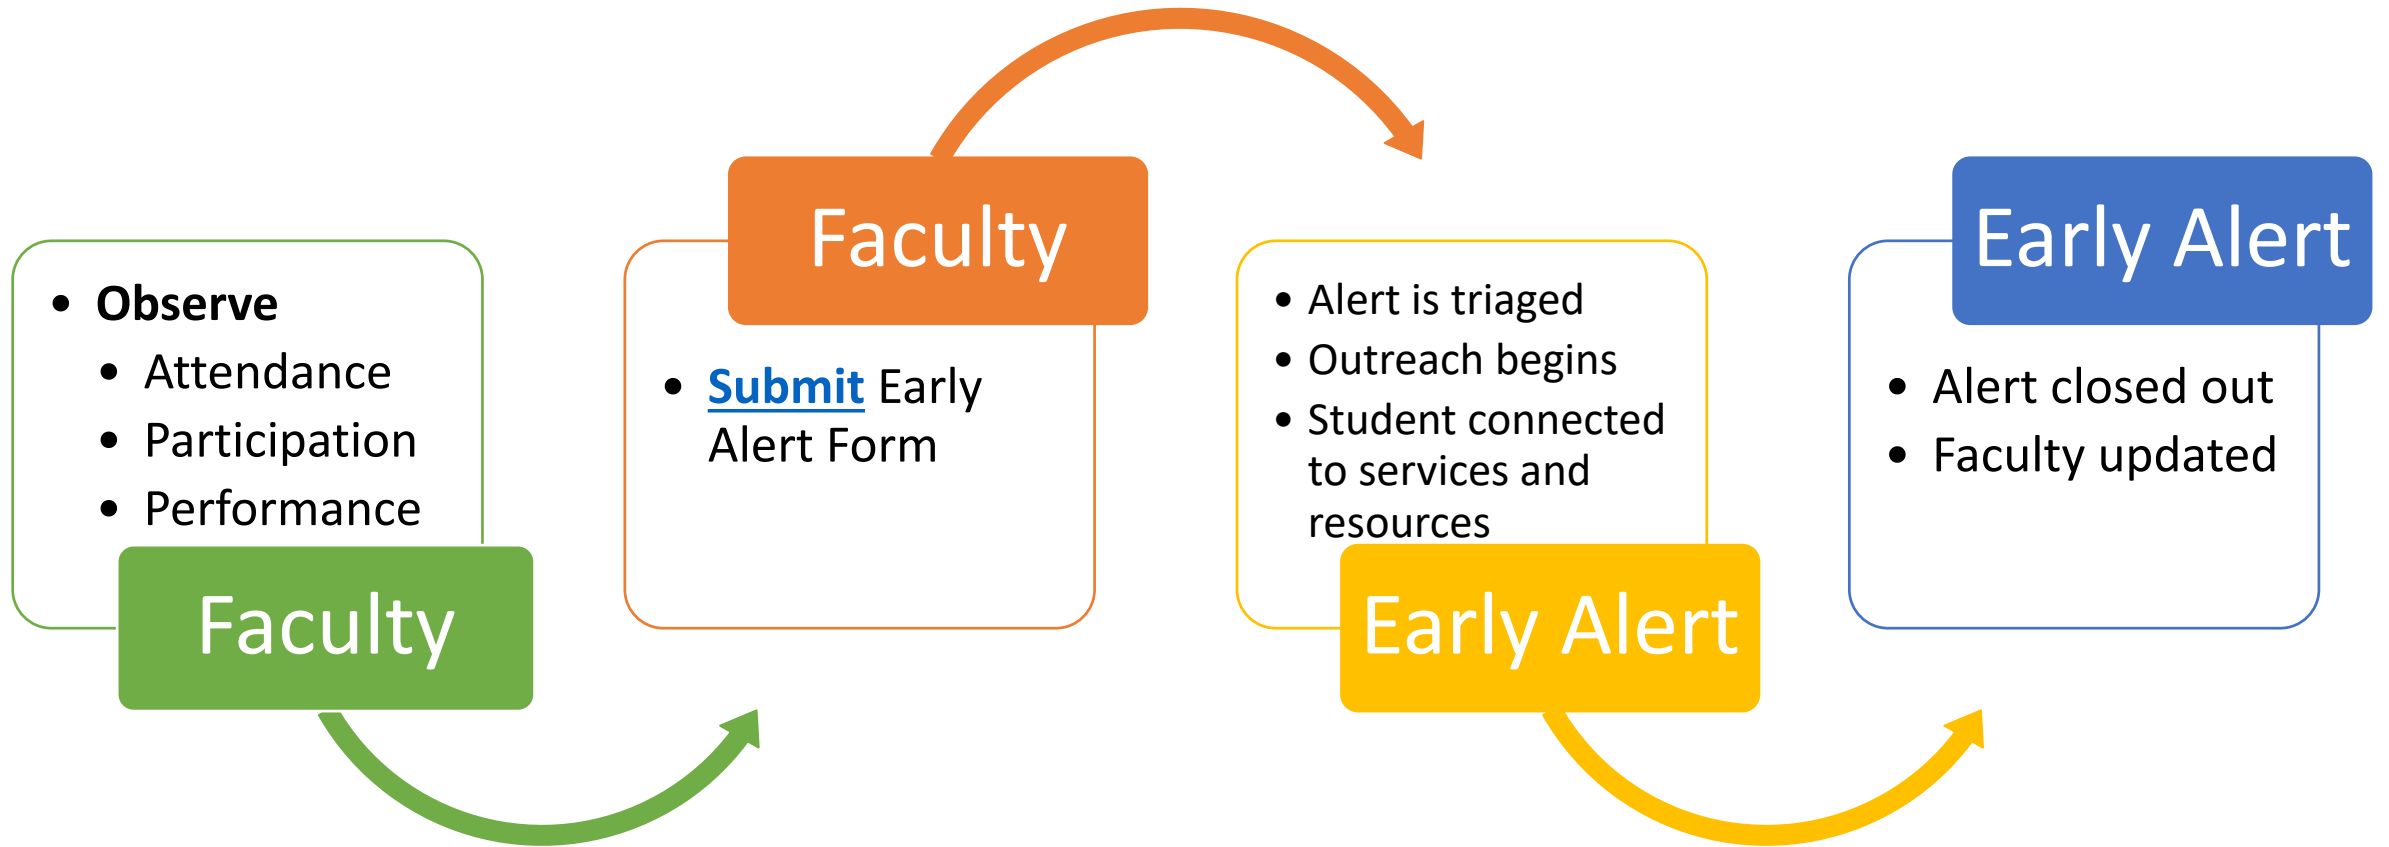 • Observe
• Attendance
• Participation
• Performance
Faculty
Faculty
• Submit Early
Alert Form
• Alert is triaged
• Outreach begins
• Student connected
to services and
resources
Early Alert
Early Alert
• Alert closed out
• Faculty updated